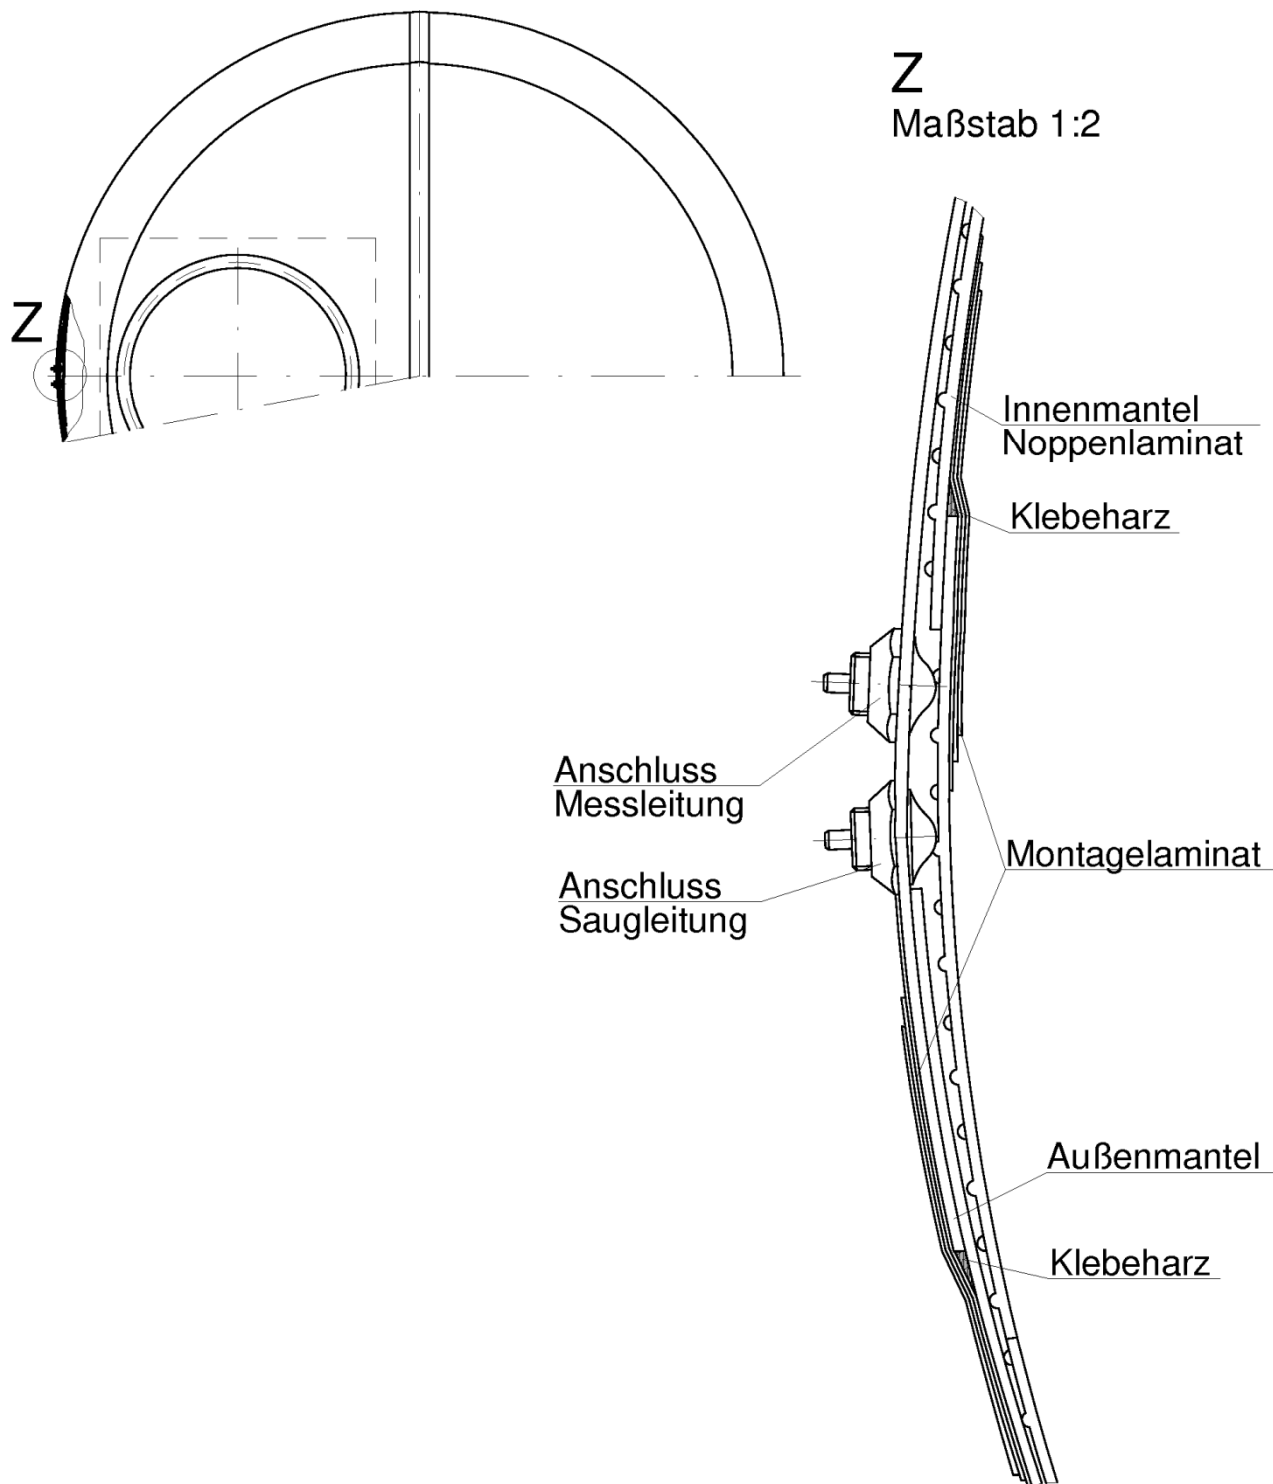 Z
Maßstab 1:2
Z
Innenmantel
Noppenlaminat
Klebeharz
Anschluss
Messleitung
Montagelaminat
Anschluss
Saugleitung
Außenmantel
Klebeharz